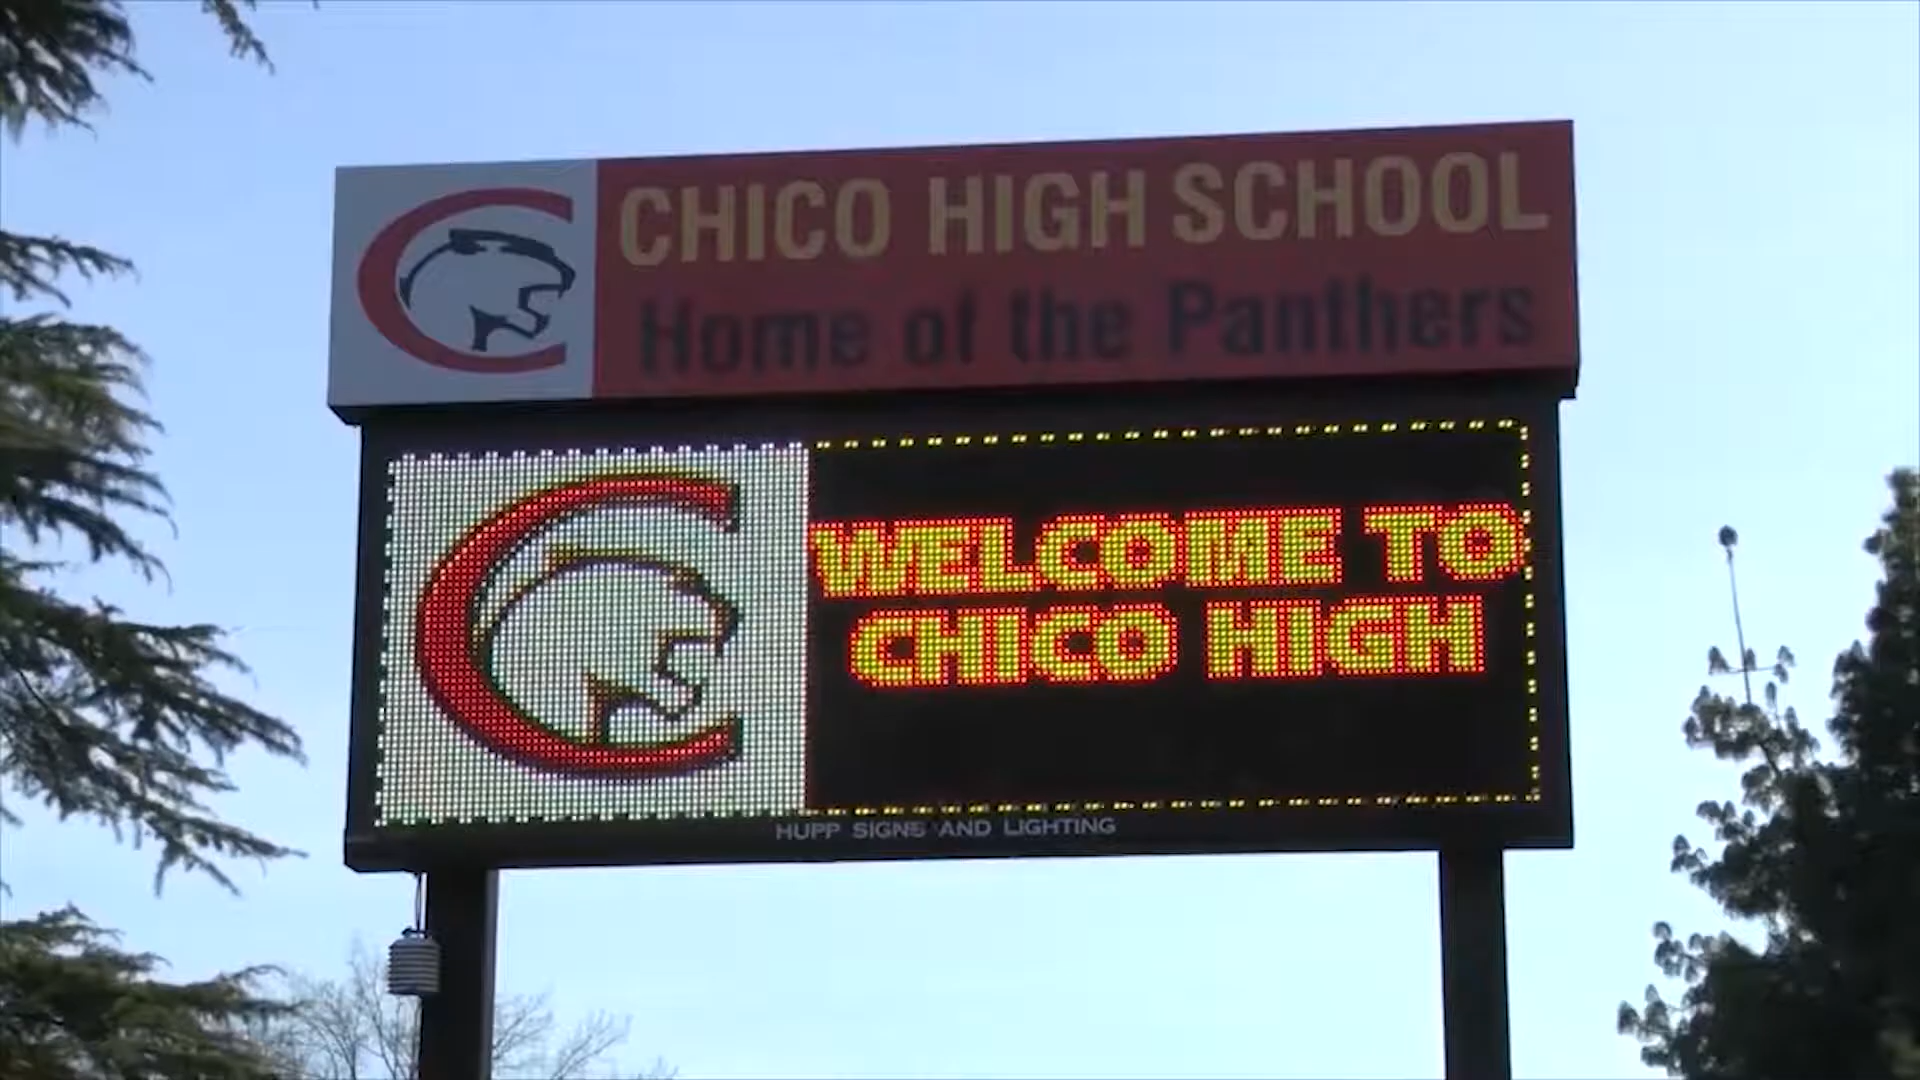 CHICO HIGH SCHOOL
Home of the Panthers
WELCOME TO
CHICO HIGH
HUPP SIGNS AND LIGHTING